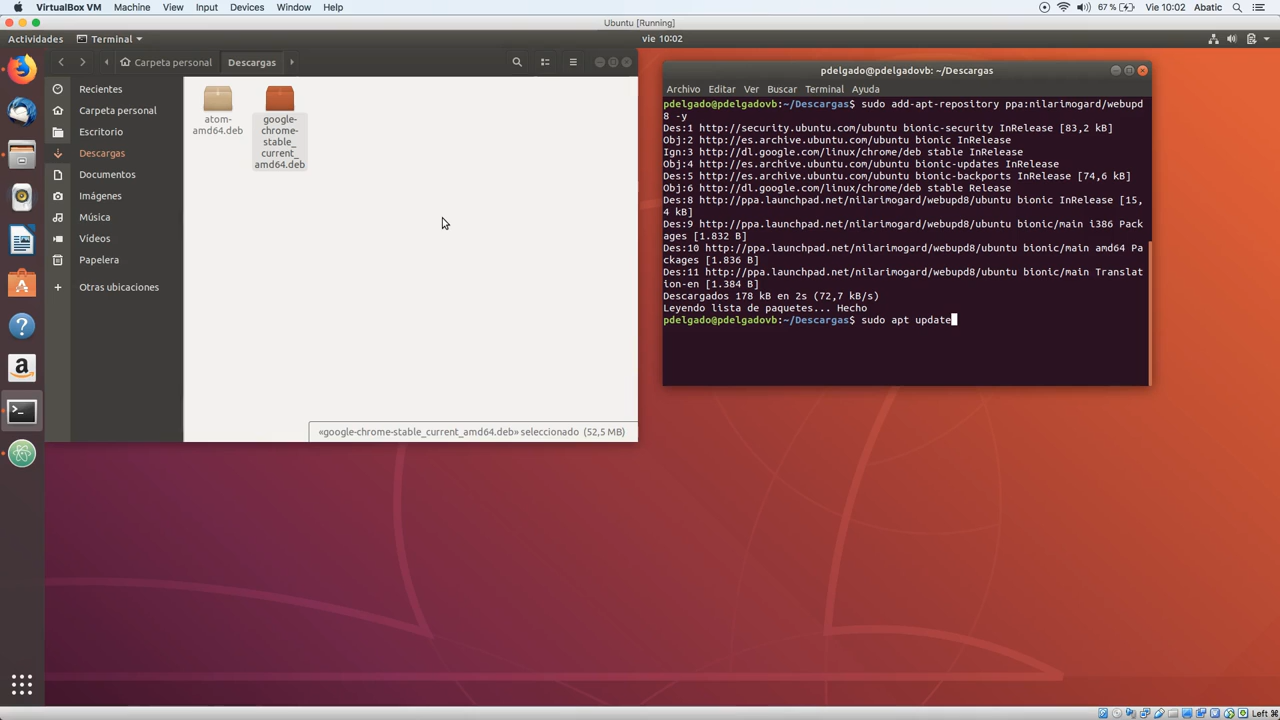 VirtualBox VM Machine View Input Devices Window Help
67 % Vie 10:02 Abatic
Ubuntu [Running]
Actividades Terminal vie 10:02
Carpeta personal Descargas
Recientes
Carpeta personal
Escritorio
Descargas
Documentos
Imágenes
Música
Vídeos
Papelera
Otras ubicaciones
atom-
amd64.deb
google-
chrome-
stable_
current_
amd64.deb
«google-chrome-stable_current_amd64.deb» seleccionado (52,5 MB)
pdelgado@pdelgadovb: ~/Descargas
Archivo Editar Ver Buscar Terminal Ayuda
pdelgado@pdelgadovb:~/Descargas$ sudo add-apt-repository ppa:nilarimogard/webupd
8 -y
Des:1 http://security.ubuntu.com/ubuntu bionic-security InRelease [83,2 kB]
Obj:2 http://es.archive.ubuntu.com/ubuntu bionic InRelease
Ign:3 http://dl.google.com/linux/chrome/deb stable InRelease
Obj:4 http://es.archive.ubuntu.com/ubuntu bionic-updates InRelease
Des:5 http://es.archive.ubuntu.com/ubuntu bionic-backports InRelease [74,6 kB]
Obj:6 http://dl.google.com/linux/chrome/deb stable Release
Des:8 http://ppa.launchpad.net/nilarimogard/webupd8/ubuntu bionic InRelease [15,
4 kB]
Des:9 http://ppa.launchpad.net/nilarimogard/webupd8/ubuntu bionic/main i386 Pack
ages [1.832 B]
Des:10 http://ppa.launchpad.net/nilarimogard/webupd8/ubuntu bionic/main amd64 Pa
ckages [1.836 B]
Des:11 http://ppa.launchpad.net/nilarimogard/webupd8/ubuntu bionic/main Translat
ion-en [1.384 B]
Descargados 178 kB en 2s (72,7 kB/s)
Leyendo lista de paquetes... Hecho
pdelgado@pdelgadovb:~/Descargas$ sudo apt update
Left ⌘